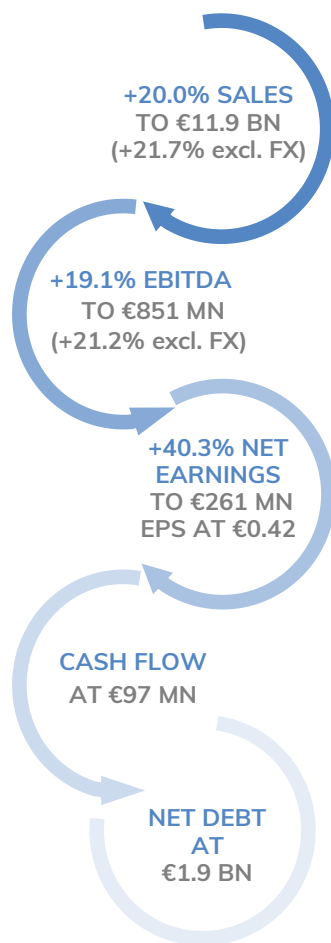 +20.0% SALES
TO €11.9 BN
(+21.7% excl. FX)
+19.1% EBITDA
TO €851 MN
(+21.2% excl. FX)
+40.3% NET
EARNINGS
TO €261 MN
EPS AT €0.42
CASH FLOW
AT €97 MN
NET DEBT
AT
€1.9 BN